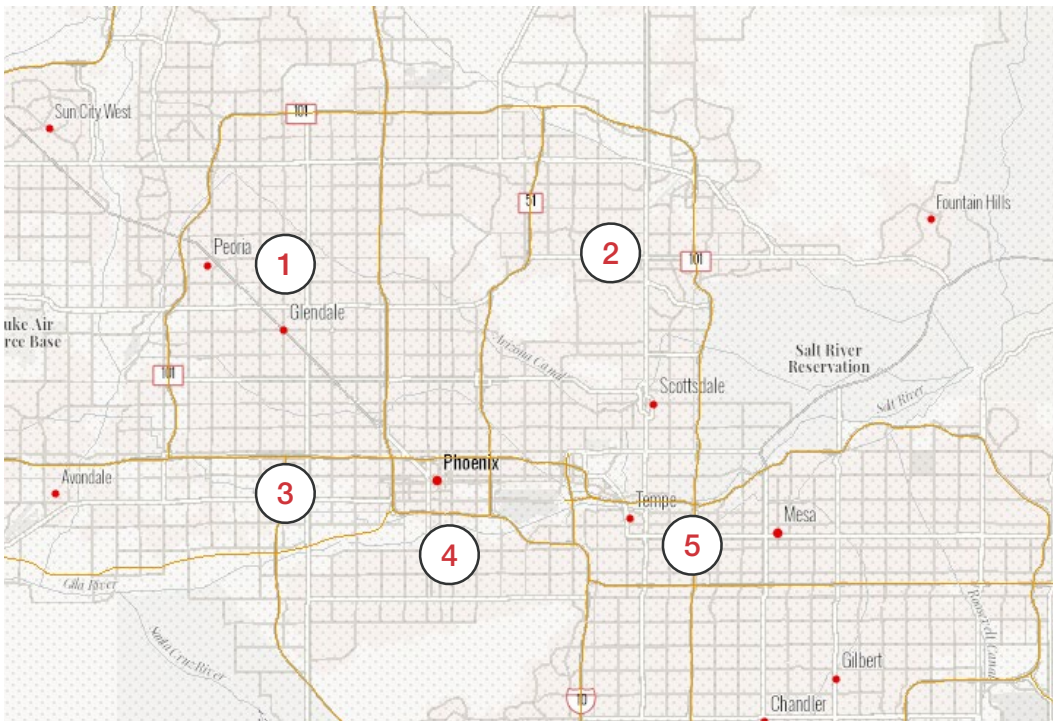 101
Sun City West
51
Fountain Hills
Peoria
1
2
101
Glendale
uke Air
rce Base
Arizona Canal
Salt River
Reservation
101
Scottsdale
Salt River
Phoenix
Avondale
3
Tempe
Mesa
4
5
Gila River
Roosevelt Canal
Santa Cruz River
Gilbert
10
Chandler